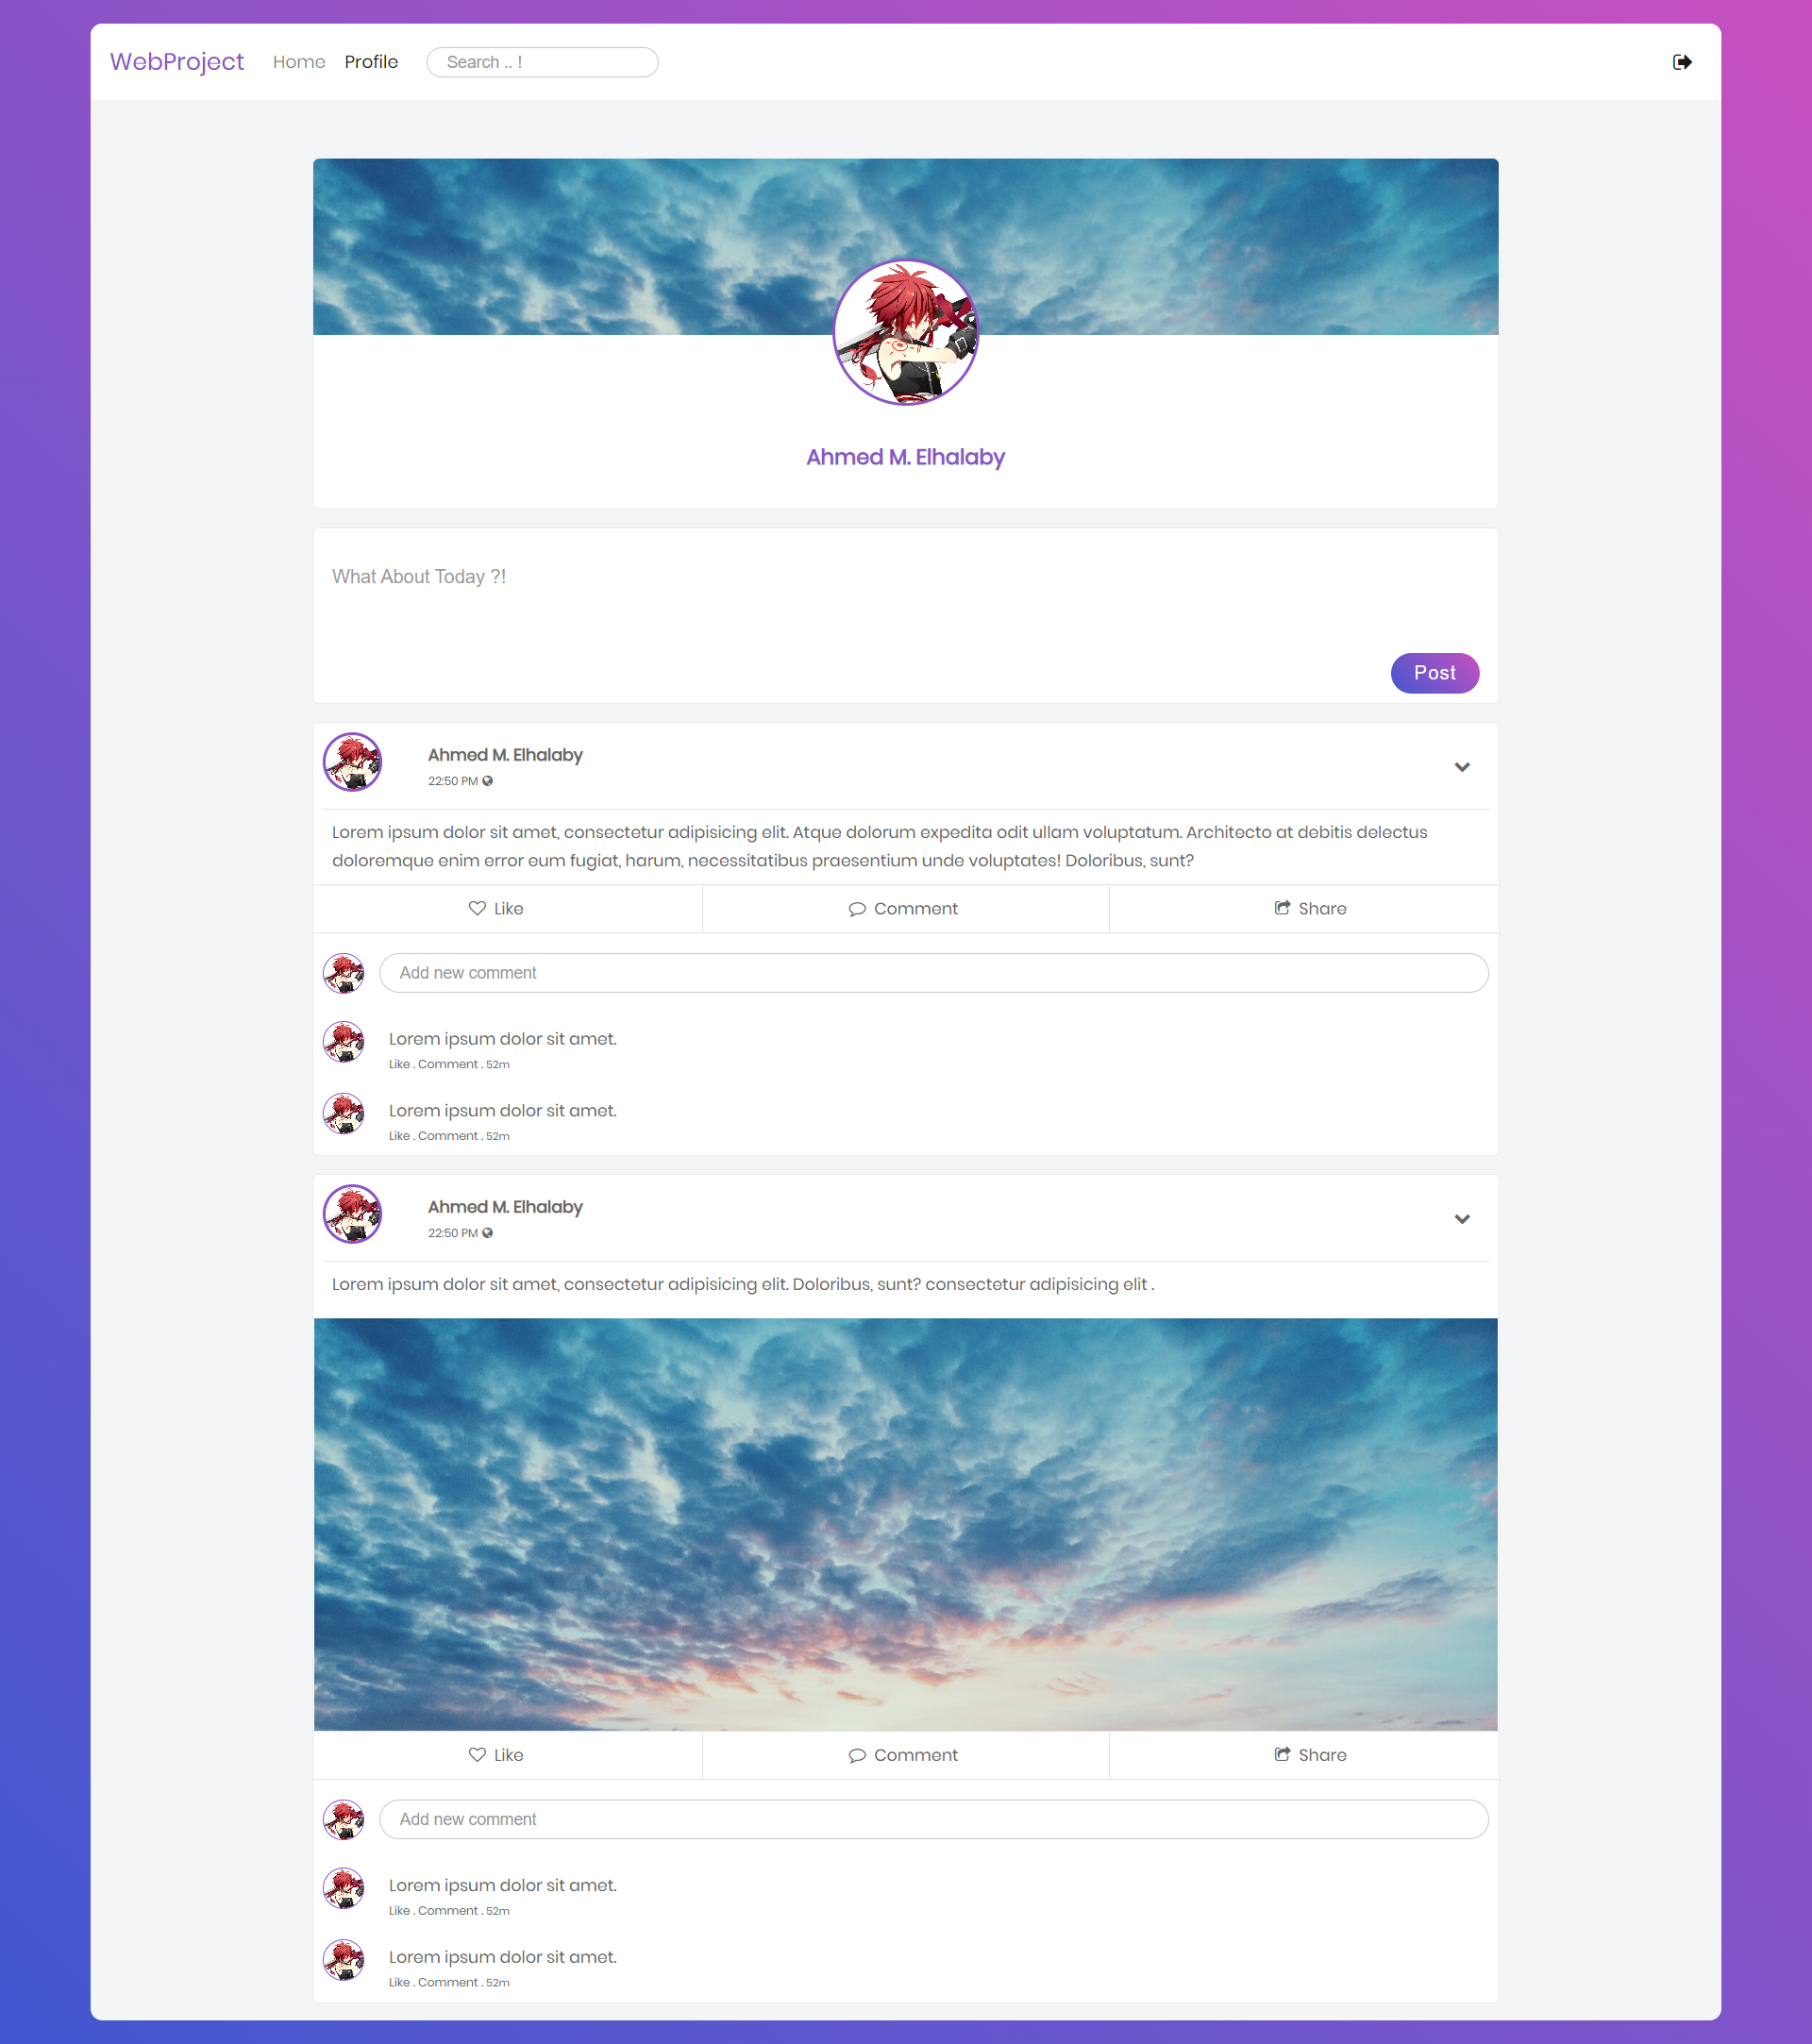 WebProject Home Profile Search .. !
Ahmed M. Elhalaby
What About Today ?!
Post
Ahmed M. Elhalaby
22:50 PM
Lorem ipsum dolor sit amet, consectetur adipisicing elit. Atque dolorum expedita odit ullam voluptatum. Architecto at debitis delectus
doloremque enim error eum fugiat, harum, necessitatibus praesentium unde voluptates! Doloribus, sunt?
Like Comment Share
Add new comment
Lorem ipsum dolor sit amet.
Like . Comment . 52m
Lorem ipsum dolor sit amet.
Like . Comment . 52m
Ahmed M. Elhalaby
22:50 PM
Lorem ipsum dolor sit amet, consectetur adipisicing elit. Doloribus, sunt? consectetur adipisicing elit .
Like Comment Share
Add new comment
Lorem ipsum dolor sit amet.
Like . Comment . 52m
Lorem ipsum dolor sit amet.
Like . Comment . 52m